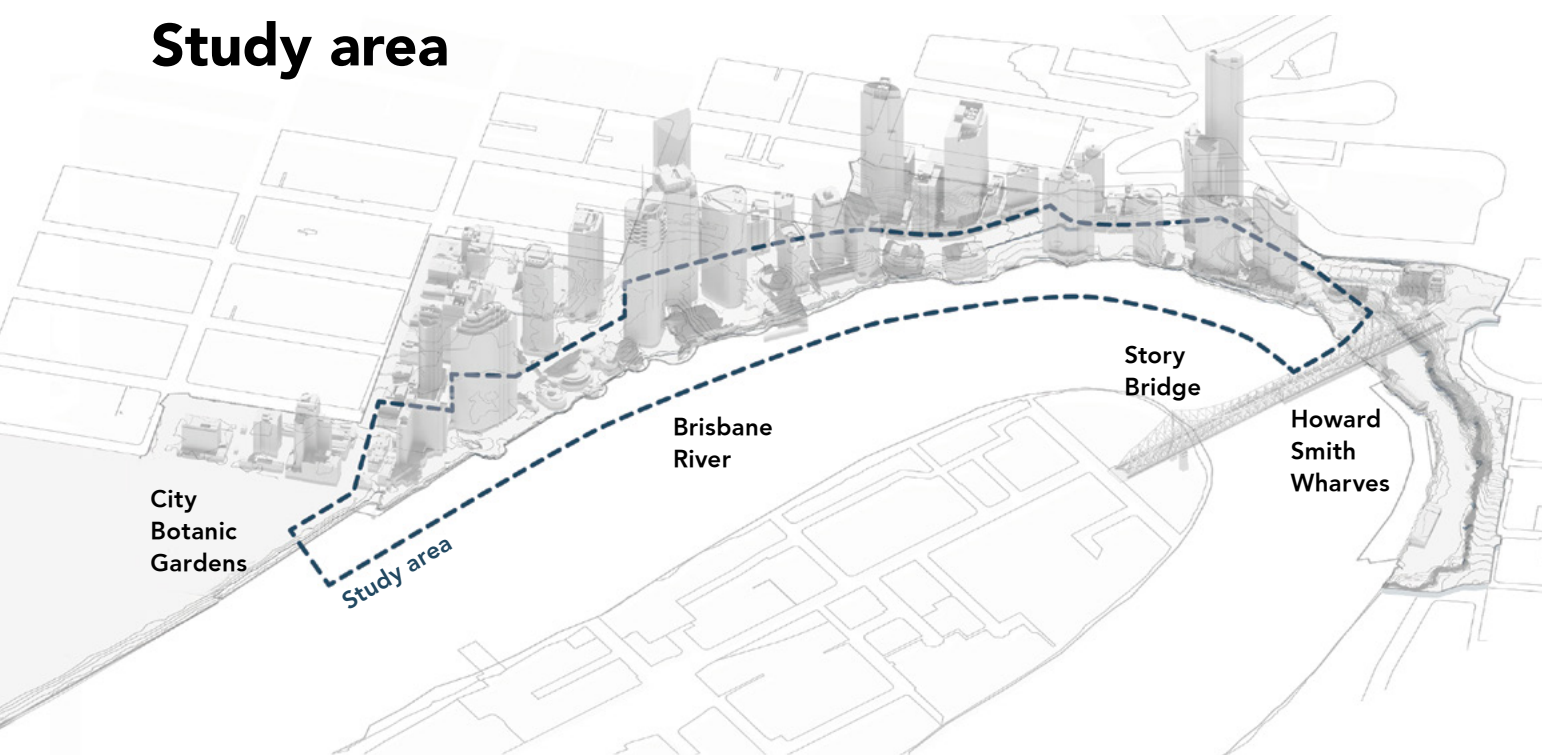 Study area
Story
Bridge
Brisbane
River
Howard
Smith
Wharves
City
Botanic
Gardens
Study area